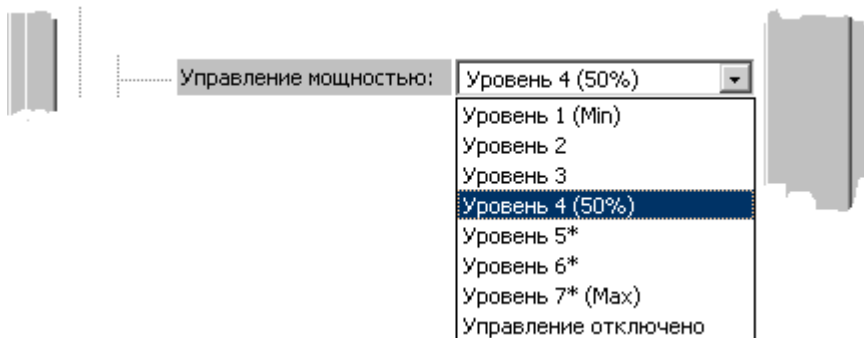 Управление мощностью: Уровень 4 (50%)
Уровень 1 (Min)
Уровень 2
Уровень 3
Уровень 4 (50%)
Уровень 5*
Уровень 6*
Уровень 7* (Max)
Управление отключено